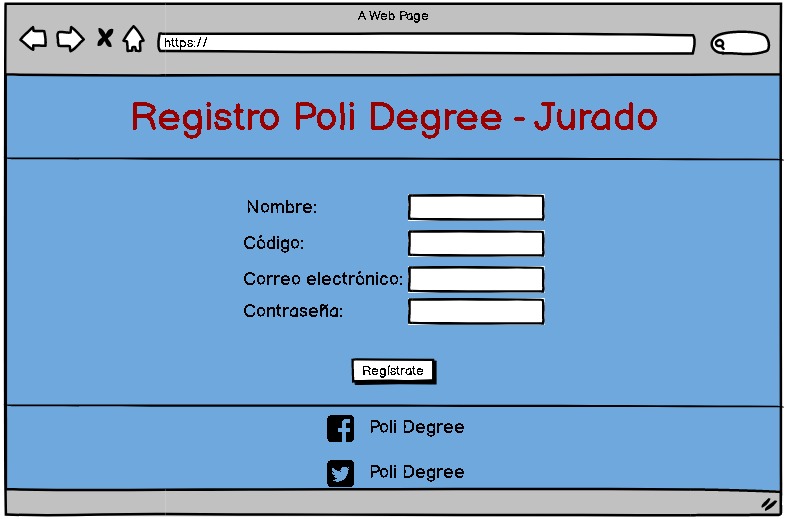 A Web Page
https://
Registro Poli Degree - Jurado
Nombre:
Código:
Correo electrónico:
Contraseña:
Regístrate
Poli Degree
Poli Degree